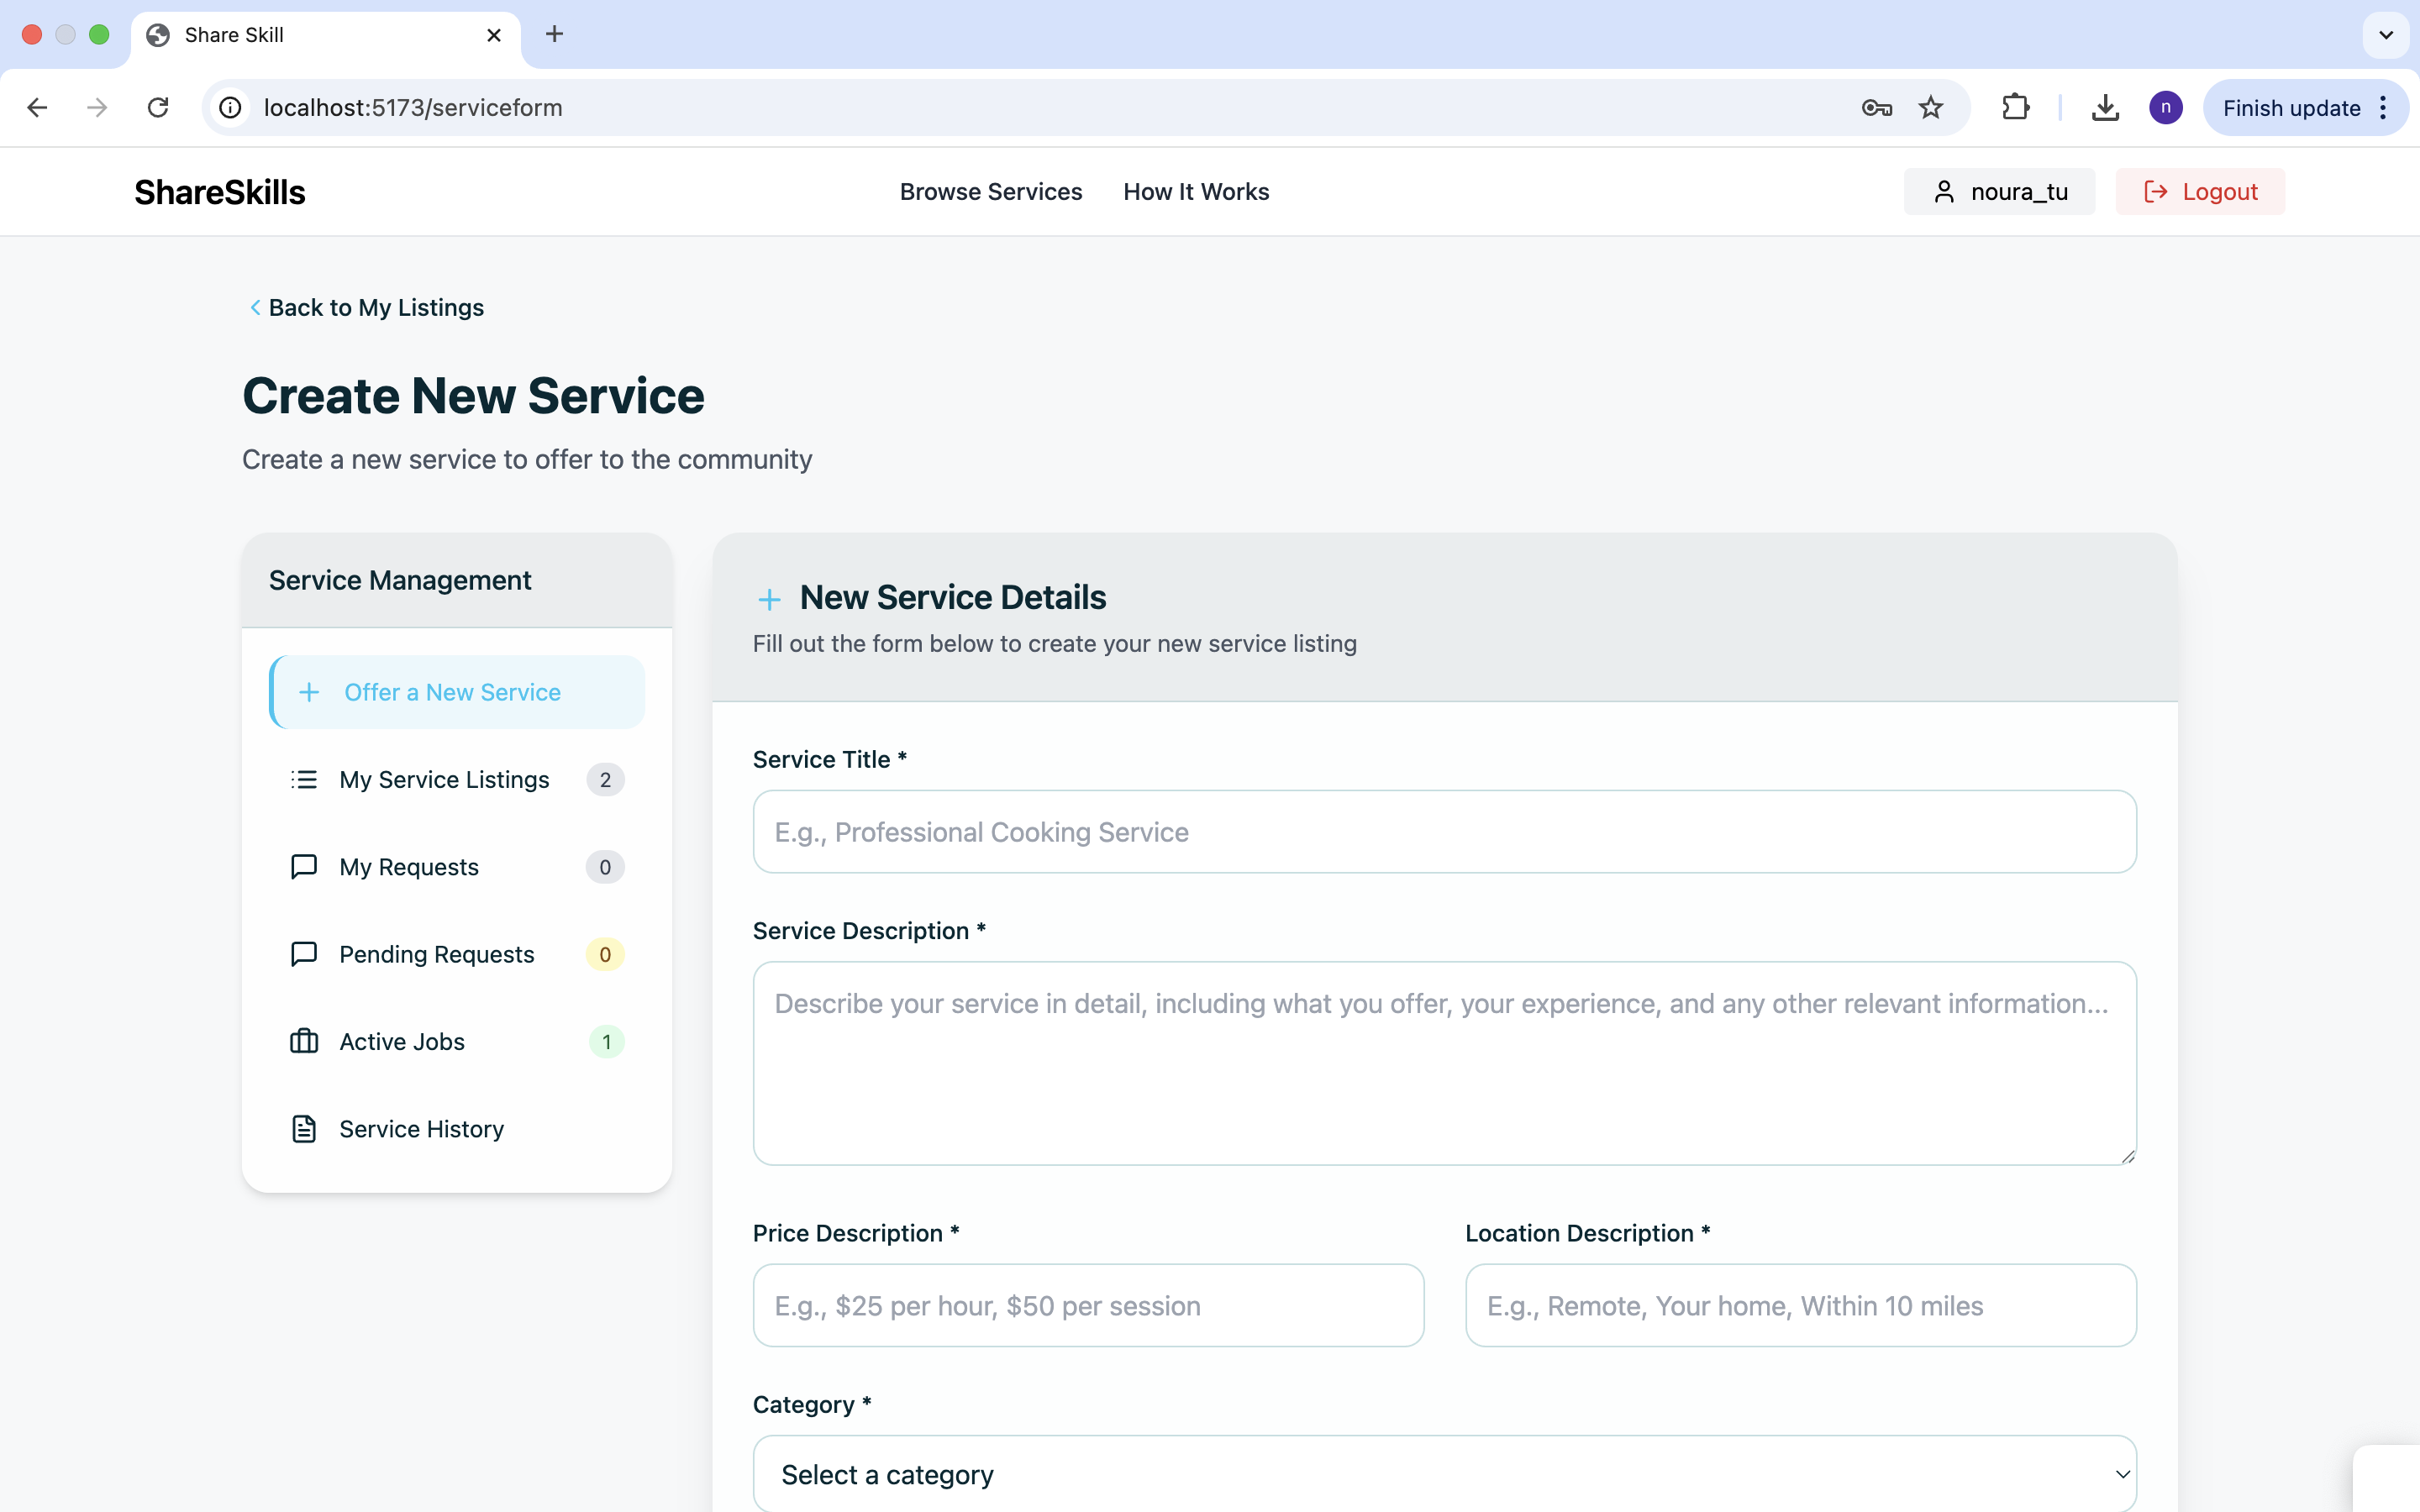 Share Skill
localhost:5173/serviceform
n
Finish update
ShareSkills
Browse Services
How It Works
noura_tu
Logout
Back to My Listings
Create New Service
Create a new service to offer to the community
Service Management
Offer a New Service
My Service Listings 2
My Requests 0
Pending Requests 0
Active Jobs 1
Service History
New Service Details
Fill out the form below to create your new service listing
Service Title *
E.g., Professional Cooking Service
Service Description *
Describe your service in detail, including what you offer, your experience, and any other relevant information...
Price Description *
E.g., $25 per hour, $50 per session
Location Description *
E.g., Remote, Your home, Within 10 miles
Category *
Select a category